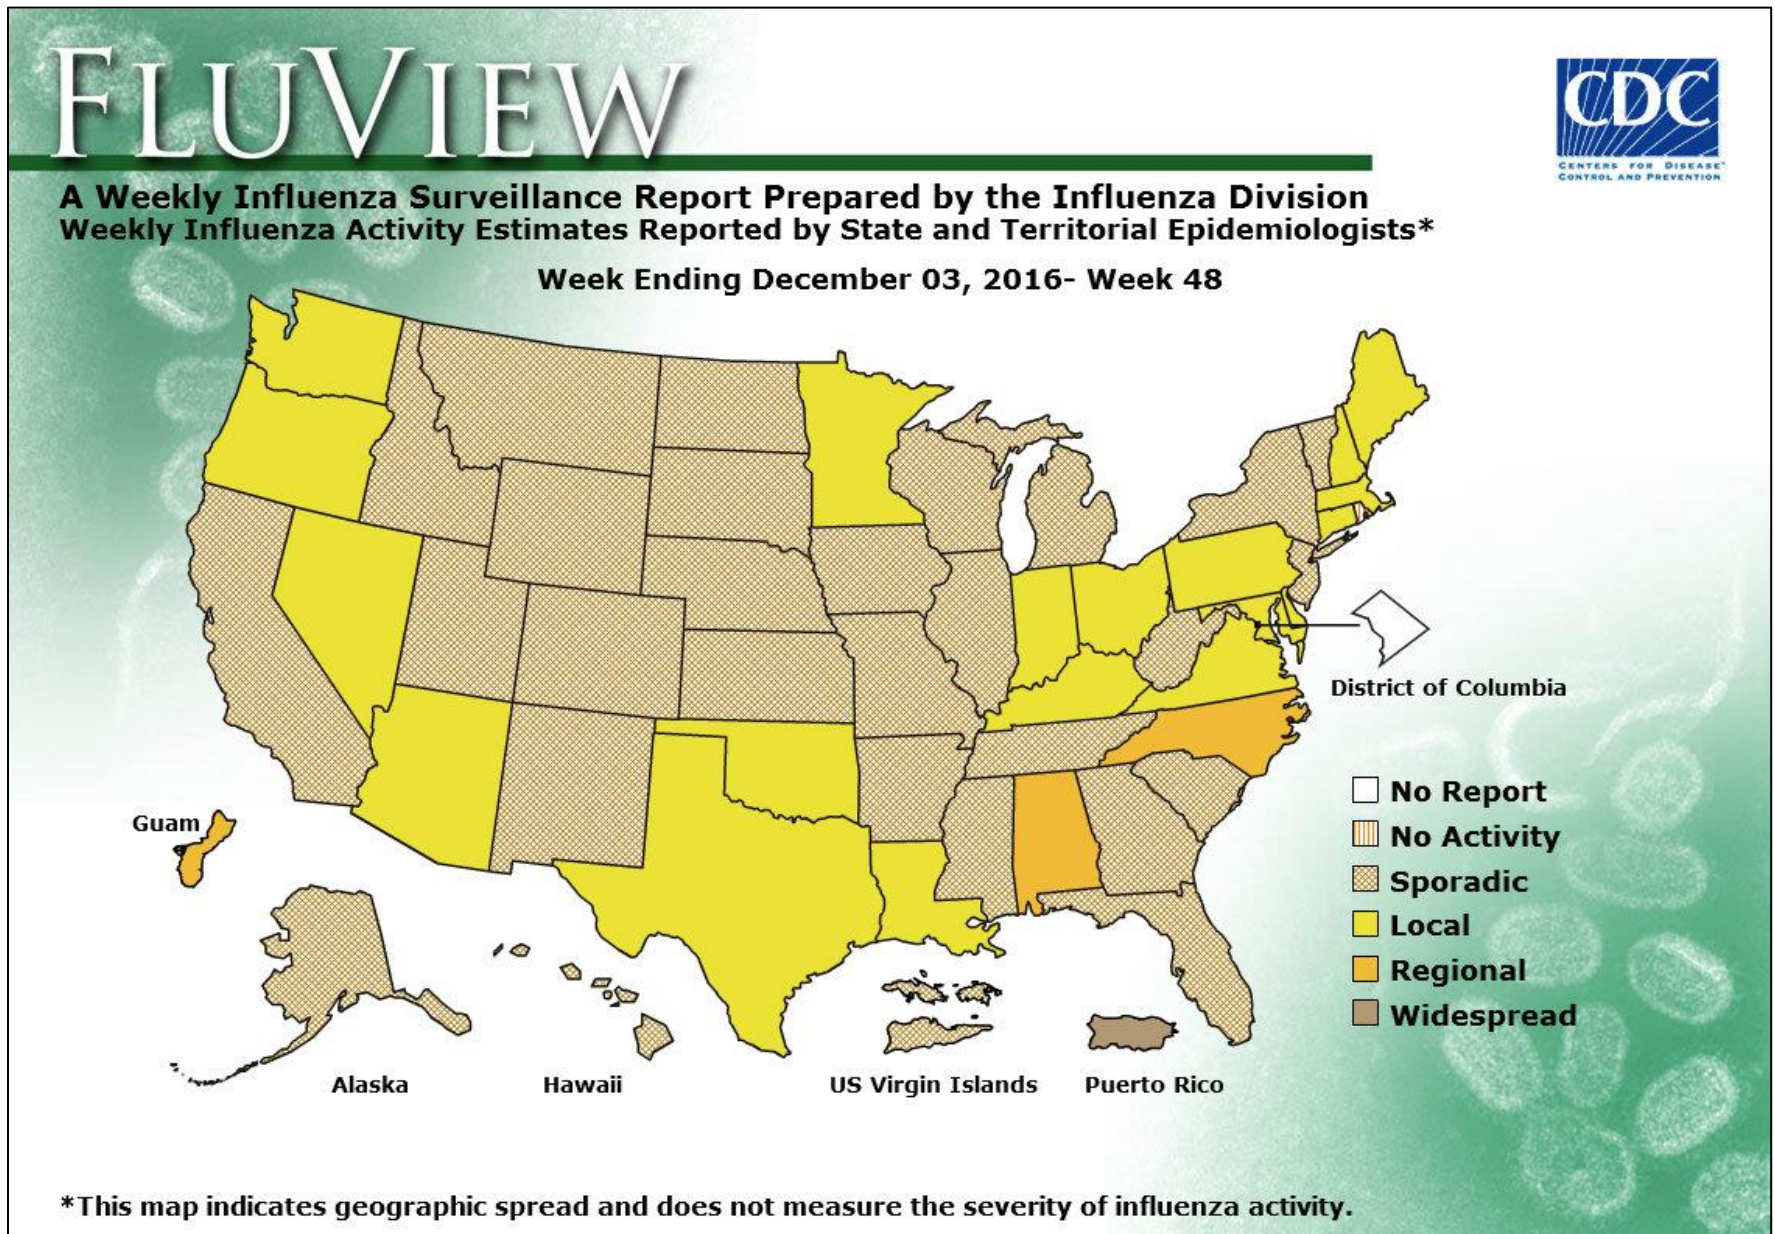 FLUVIEW
CDC
CENTERS FOR DISEASE
CONTROL AND PREVENTION
A Weekly Influenza Surveillance Report Prepared by the Influenza Division
Weekly Influenza Activity Estimates Reported by State and Territorial Epidemiologists*
Week Ending December 03, 2016- Week 48
District of Columbia
No Report
No Activity
Sporadic
Local
Regional
Widespread
Guam
Alaska
Hawaii
US Virgin Islands
Puerto Rico
*This map indicates geographic spread and does not measure the severity of influenza activity.